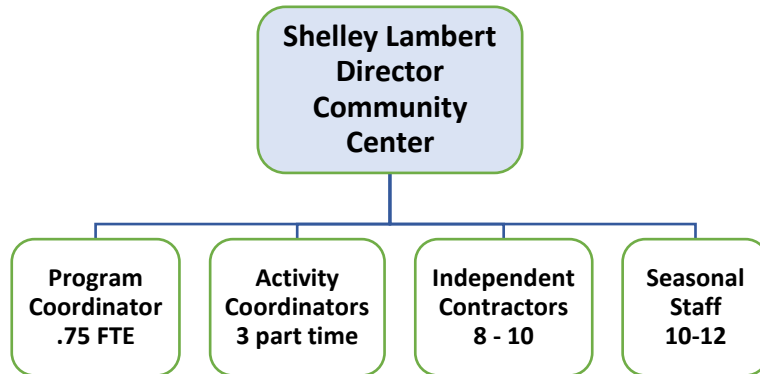 Shelley Lambert
Director
Community
Center
Program
Coordinator
.75 FTE
Activity
Coordinators
3 part time
Independent
Contractors
8 - 10
Seasonal
Staff
10-12